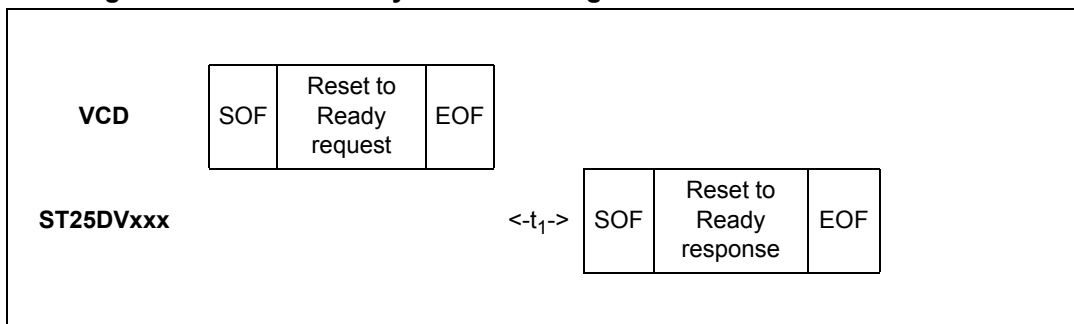 VCD SOF Reset to Ready request EOF
ST25DVxxx <-t1-> SOF Reset to Ready response EOF